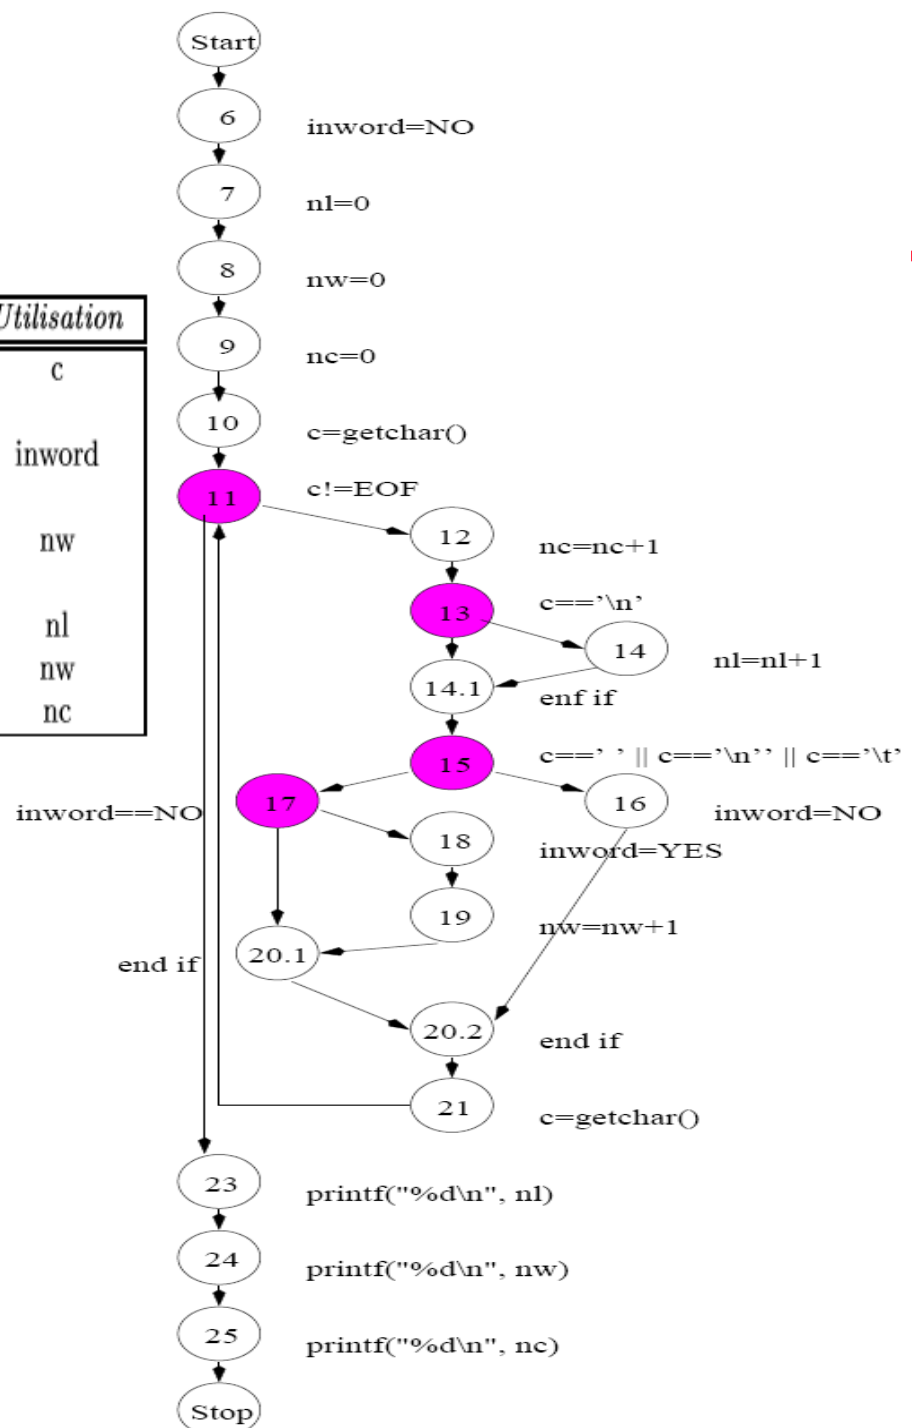 Start
6
inword=NO
7
nl=0
8
nw=0
Utilisation
9
nc=0
c
10
c=getchar()
inword
11
c!=EOF
12
nc=nc+1
nw
13
c=='\n'
nl
14
nl=nl+1
nw
14.1
enf if
nc
15
c==' ' || c=='\n'' || c=='\t'
17
16
inword==NO
inword=NO
18
inword=YES
19
nw=nw+1
20.1
end if
20.2
end if
21
c=getchar()
23
printf("%d\n", nl)
24
printf("%d\n", nw)
25
printf("%d\n", nc)
Stop